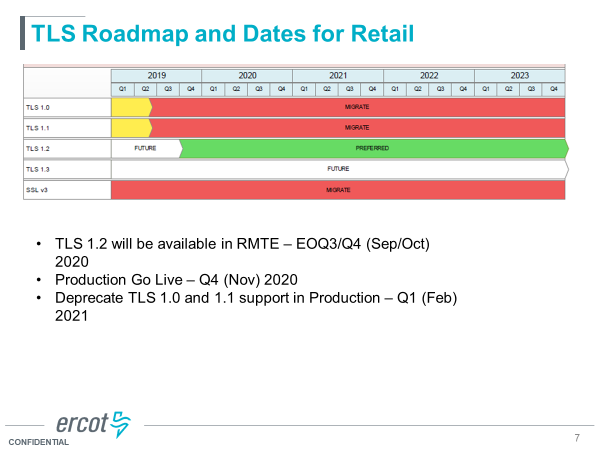 TLS Roadmap and Dates for Retail
2019 2020 2021 2022 2023
Q1 Q2 Q3 Q4 Q1 Q2 Q3 Q4 Q1 Q2 Q3 Q4 Q1 Q2 Q3 Q4 Q1 Q2 Q3 Q4
TLS 1.0 MIGRATE
TLS 1.1 MIGRATE
TLS 1.2 FUTURE PREFERRED
TLS 1.3 FUTURE
SSL v3 MIGRATE
• TLS 1.2 will be available in RMTE – EOQ3/Q4 (Sep/Oct)
2020
• Production Go Live – Q4 (Nov) 2020
• Deprecate TLS 1.0 and 1.1 support in Production – Q1 (Feb)
2021
ercot
CONFIDENTIAL
7